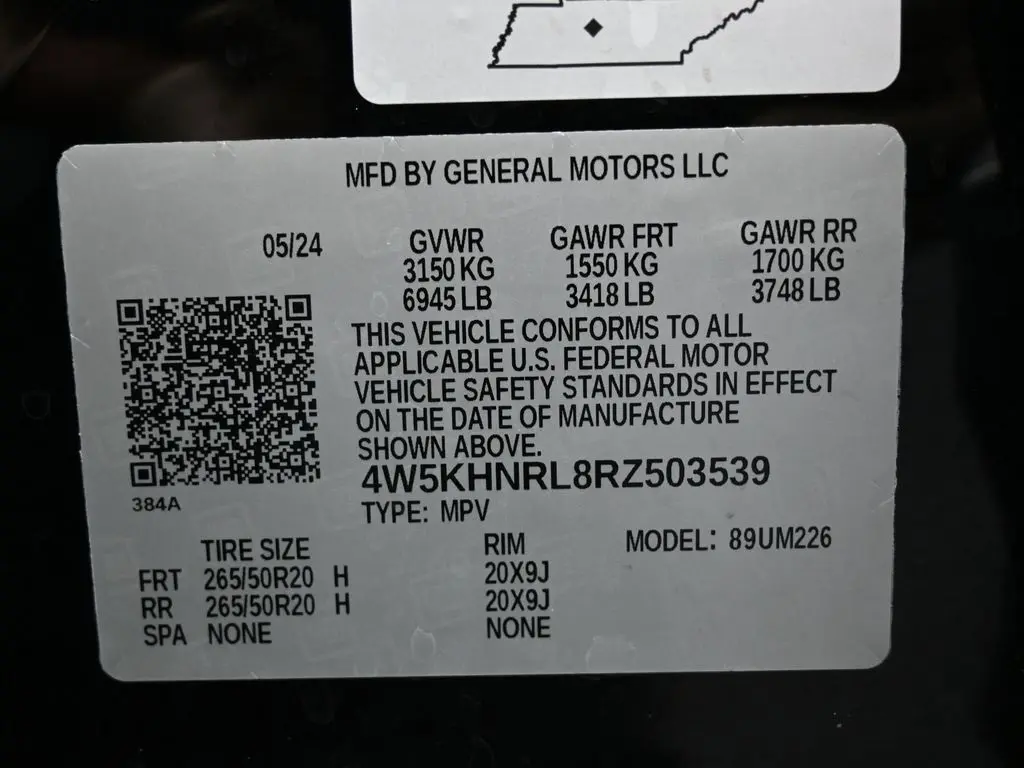 MFD BY GENERAL MOTORS LLC
05/24 GVWR GAWR FRT GAWR RR
3150 KG 1550 KG 1700 KG
6945 LB 3418 LB 3748 LB
THIS VEHICLE CONFORMS TO ALL
APPLICABLE U.S. FEDERAL MOTOR
VEHICLE SAFETY STANDARDS IN EFFECT
ON THE DATE OF MANUFACTURE
SHOWN ABOVE.
4W5KHNRL8RZ503539
384A
TYPE: MPV
TIRE SIZE RIM MODEL: 89UM226
FRT 265/50R20 H 20X9J
RR 265/50R20 H 20X9J
SPA NONE NONE